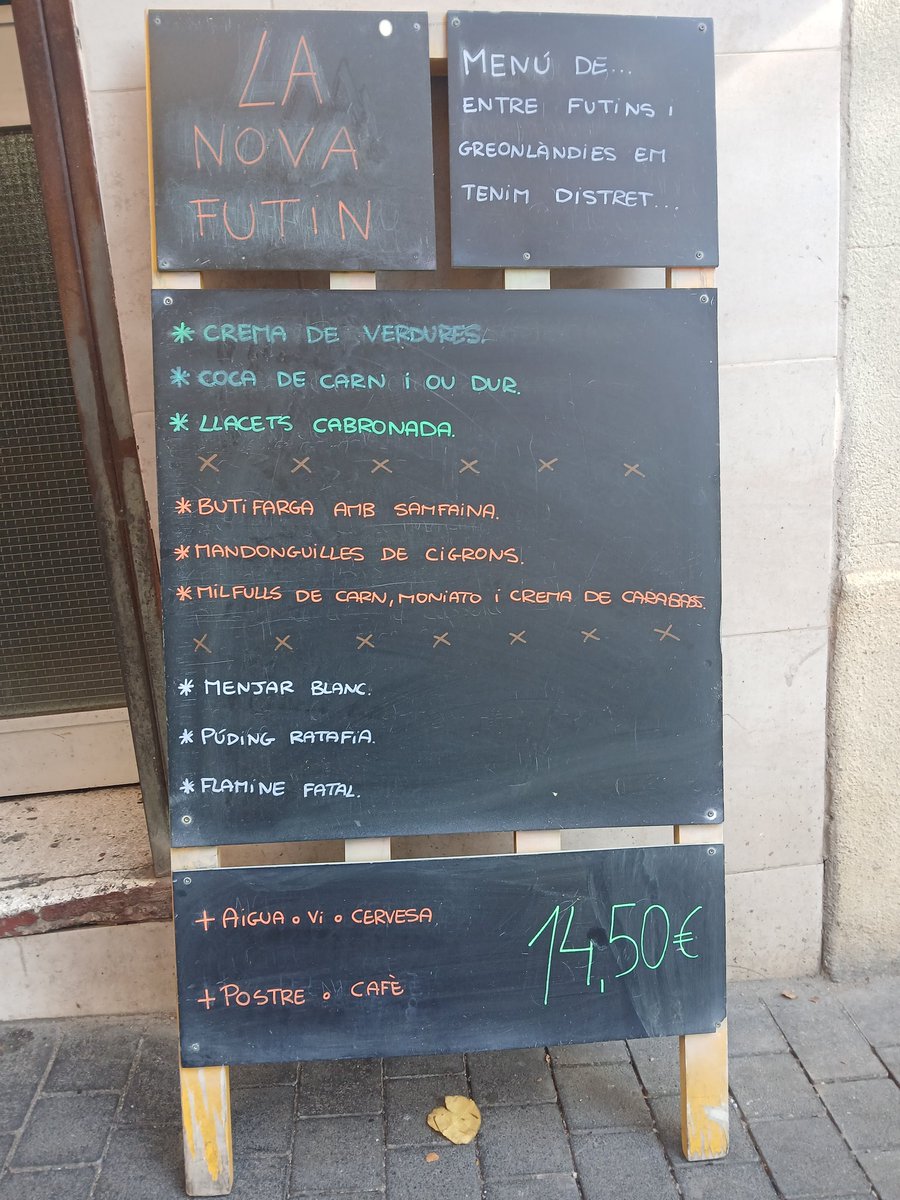 LA
NOVA
FUTIN
MENÚ DE...
ENTRE FUTINS I
GREONLÀNDIES EM
TENIM DISTRET...
* CREMA DE VERDURES.
* COCA DE CARN I OU DUR.
* LLACETS CABRONADA.
x x x x x x
* BUTIFARGA AMB SAMFAINA.
* MANDONGUILLES DE CIGRONS.
* MILFULLS DE CARN, MONIATO I CREMA DE CARABASS.
x x x x x x x
* MENJAR BLANC.
* PÚDING RATAFIA.
* FLAMINE FATAL.
+ AIGUA o VI o CERVESA
+ POSTRE o CAFÈ
14,50€